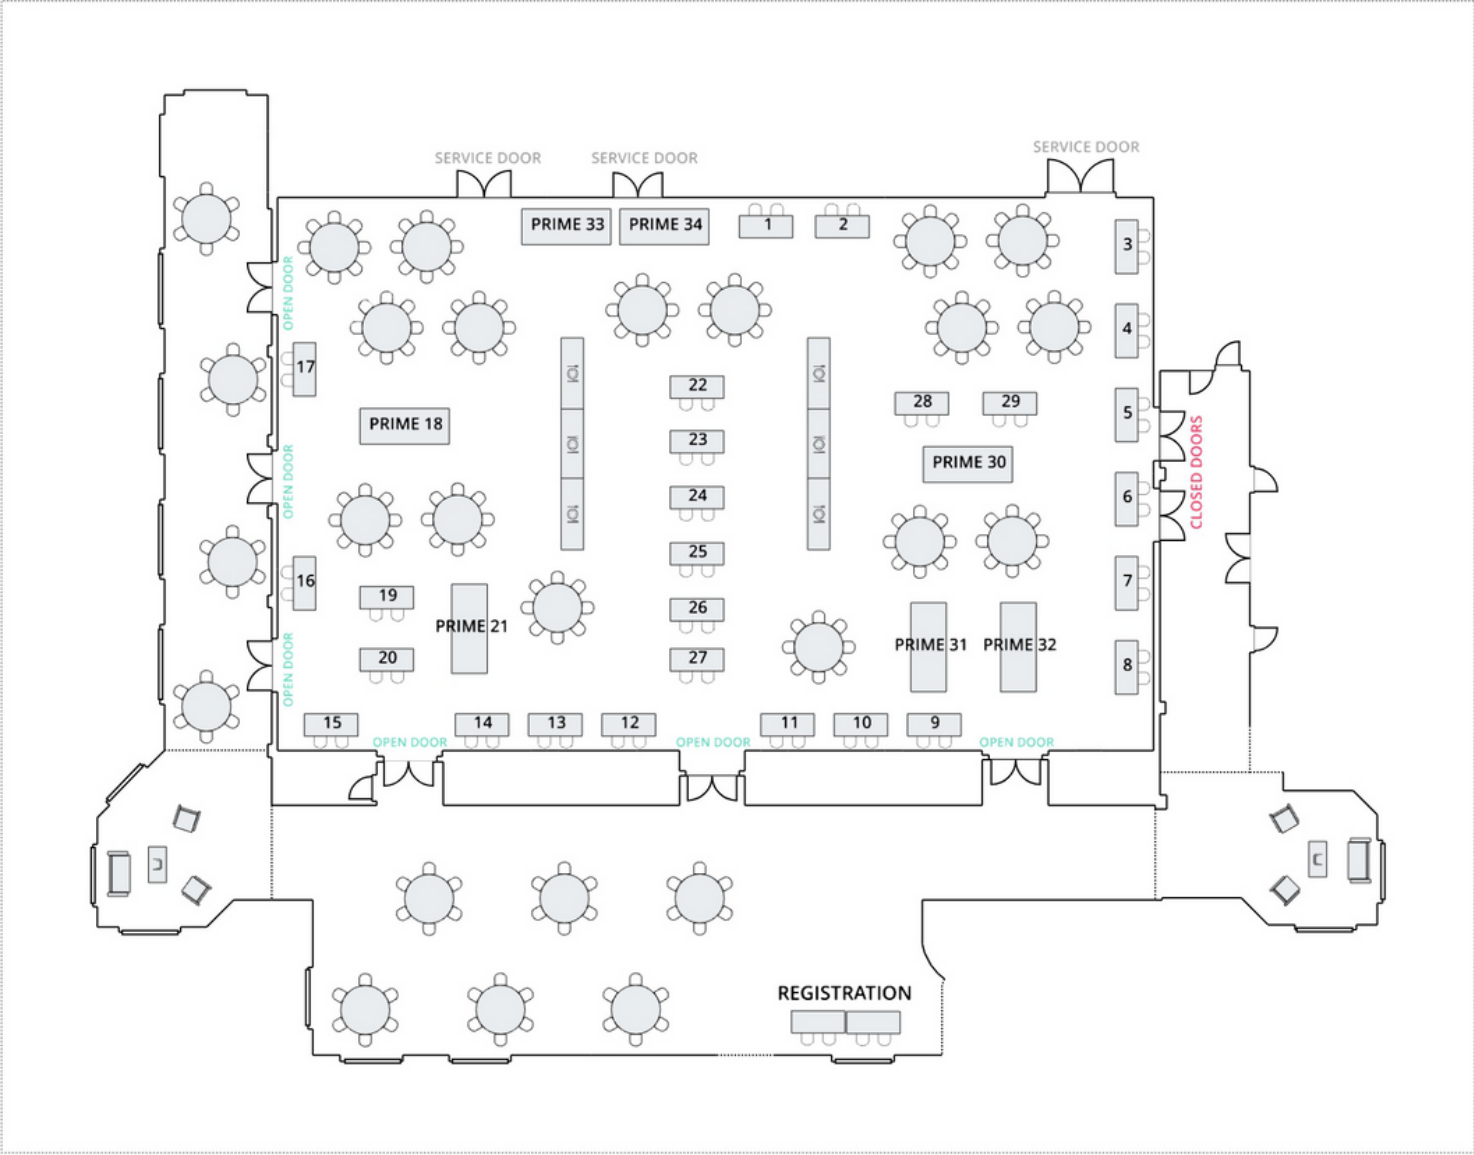 SERVICE DOOR
SERVICE DOOR
SERVICE DOOR
PRIME 33
PRIME 34
1
2
3
OPEN DOOR
4
17
5
22
28
29
PRIME 18
23
PRIME 30
CLOSED DOORS
OPEN DOOR
24
6
25
16
7
19
26
PRIME 21
PRIME 31
PRIME 32
20
27
8
OPEN DOOR
15
14
13
12
11
10
9
OPEN DOOR
OPEN DOOR
OPEN DOOR
REGISTRATION